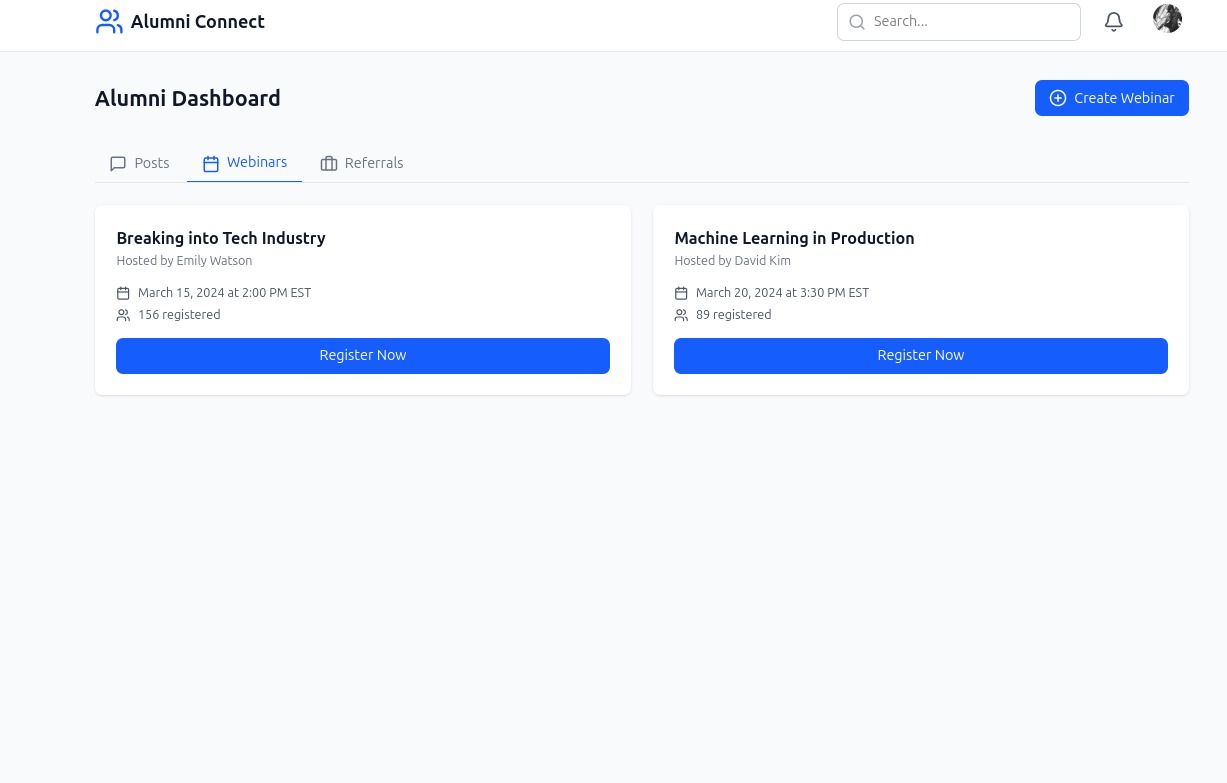 Alumni Connect
Search...
Alumni Dashboard
Create Webinar
Posts
Webinars
Referrals
Breaking into Tech Industry
Hosted by Emily Watson
March 15, 2024 at 2:00 PM EST
156 registered
Register Now
Machine Learning in Production
Hosted by David Kim
March 20, 2024 at 3:30 PM EST
89 registered
Register Now